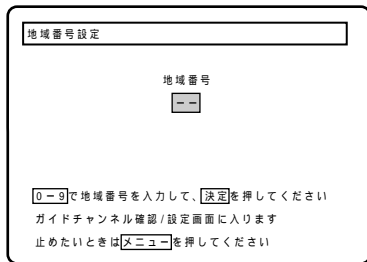 地域番号設定
地域番号
－－
０－９で地域番号を入力して、決定を押してください
ガイドチャンネル確認/設定画面に入ります
止めたいときはメニューを押してください